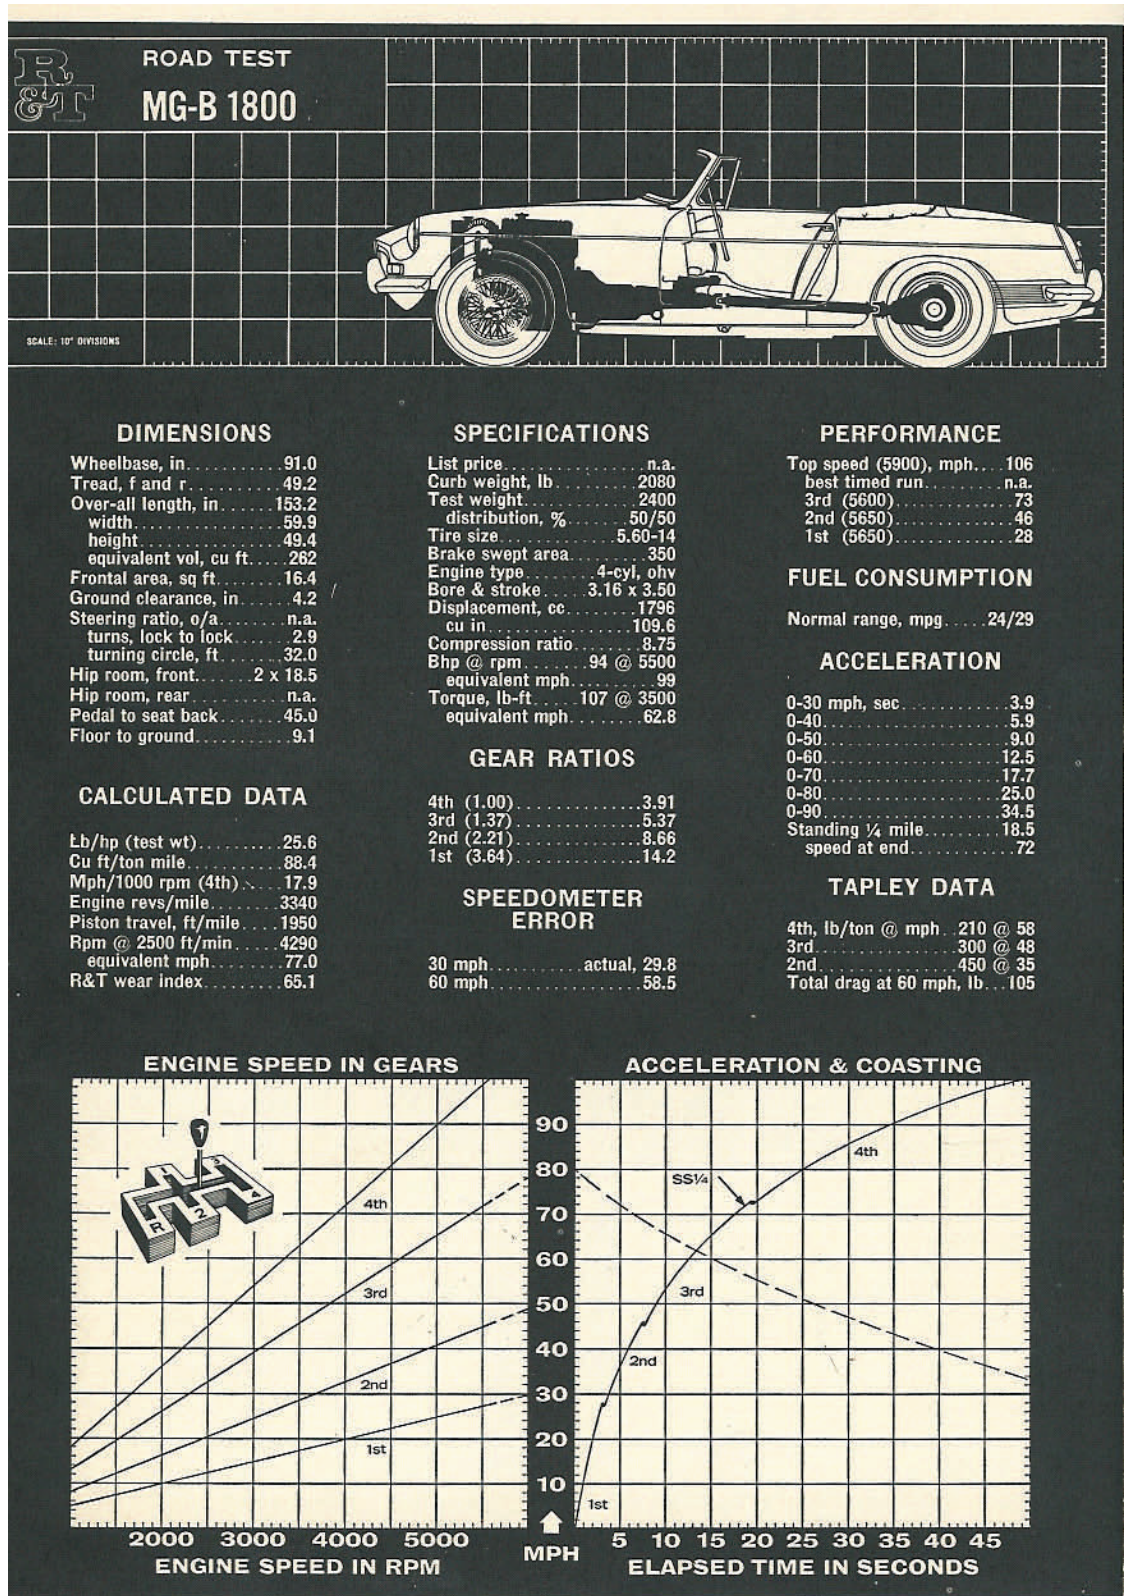 R&T
ROAD TEST
MG-B 1800
SCALE: 10" DIVISIONS
DIMENSIONS
Wheelbase, in..........91.0
Tread, f and r..........49.2
Over-all length, in......153.2
width................59.9
height...............49.4
equivalent vol, cu ft.....262
Frontal area, sq ft........16.4
Ground clearance, in......4.2
Steering ratio, o/a........n.a.
turns, lock to lock.......2.9
turning circle, ft.......32.0
Hip room, front.......2 x 18.5
Hip room, rear..........n.a.
Pedal to seat back.......45.0
Floor to ground..........9.1
CALCULATED DATA
Lb/hp (test wt)..........25.6
Cu ft/ton mile...........88.4
Mph/1000 rpm (4th).....17.9
Engine revs/mile........3340
Piston travel, ft/mile....1950
Rpm @ 2500 ft/min.....4290
equivalent mph........77.0
R&T wear index.........65.1
SPECIFICATIONS
List price................n.a.
Curb weight, lb.........2080
Test weight............2400
distribution, %.......50/50
Tire size............5.60-14
Brake swept area........350
Engine type.......4-cyl, ohv
Bore & stroke.....3.16 x 3.50
Displacement, cc........1796
cu in................109.6
Compression ratio.......8.75
Bhp @ rpm.......94 @ 5500
equivalent mph..........99
Torque, lb-ft.....107 @ 3500
equivalent mph........62.8
GEAR RATIOS
4th (1.00)..............3.91
3rd (1.37)..............5.37
2nd (2.21)..............8.66
1st (3.64)..............14.2
SPEEDOMETER
ERROR
30 mph..........actual, 29.8
60 mph.................58.5
PERFORMANCE
Top speed (5900), mph....106
best timed run.........n.a.
3rd (5600)..............73
2nd (5650)..............46
1st (5650)..............28
FUEL CONSUMPTION
Normal range, mpg.....24/29
ACCELERATION
0-30 mph, sec............3.9
0-40.....................5.9
0-50.....................9.0
0-60....................12.5
0-70....................17.7
0-80....................25.0
0-90....................34.5
Standing ¼ mile.........18.5
speed at end............72
TAPLEY DATA
4th, lb/ton @ mph..210 @ 58
3rd................300 @ 48
2nd................450 @ 35
Total drag at 60 mph, lb...105
ENGINE SPEED IN GEARS
1
3
R
2
4
4th
3rd
2nd
1st
2000 3000 4000 5000
ENGINE SPEED IN RPM
90
80
70
60
50
40
30
20
10
MPH
ACCELERATION & COASTING
SS¼
4th
3rd
2nd
1st
5 10 15 20 25 30 35 40 45
ELAPSED TIME IN SECONDS